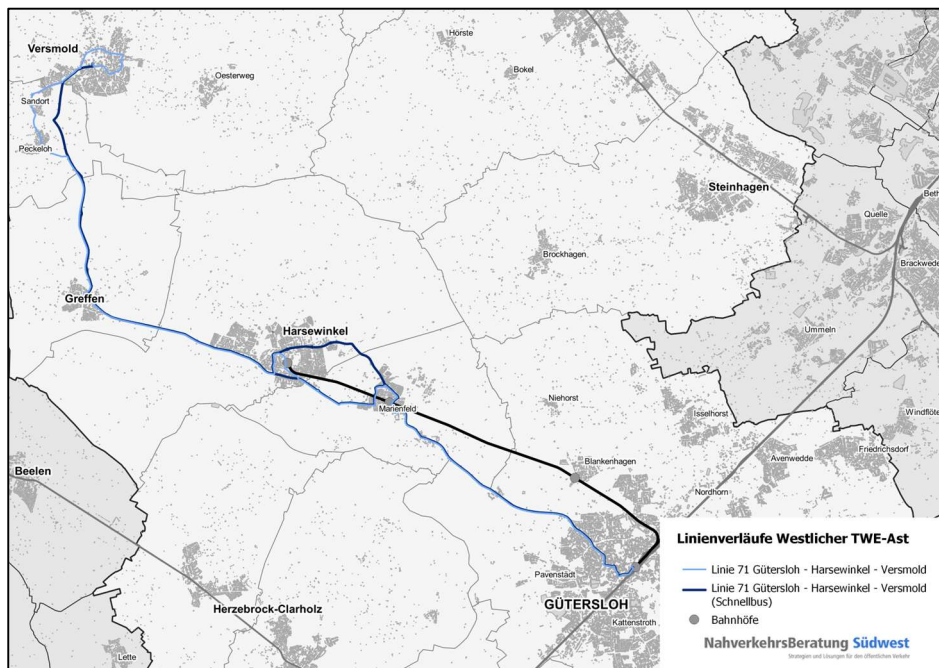 Versmold
Hörste
Bokel
Oesterweg
Sandort
Peckeloh
Steinhagen
Quelle
Beth
Brackwede
Brockhagen
Greffen
Ummeln
Harsewinkel
Marienfeld
Niehorst
Isselhorst
Windflöte
Friedrichsdorf
Avenwedde
Blankenhagen
Beelen
Nordhorn
Pavenstädt
GÜTERSLOH
Kattenstroth
Herzebrock-Clarholz
Lette
Linienverläufe Westlicher TWE-Ast
Linie 71 Gütersloh - Harsewinkel - Versmold
Linie 71 Gütersloh - Harsewinkel - Versmold
(Schnellbus)
Bahnhöfe
NahverkehrsBeratung Südwest
Strategien und Lösungen für den öffentlichen Verkehr